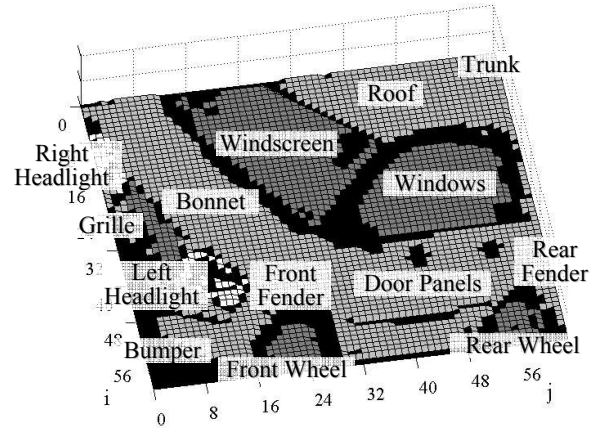 Trunk
Roof
0
Windscreen
Right
Headlight
Windows
16
Bonnet
Grille
32
Left
Headlight
Front
Fender
Door Panels
Rear
Fender
40
48
Bumper
Front Wheel
Rear Wheel
56
i
0
8
16
24
32
40
48
56
j